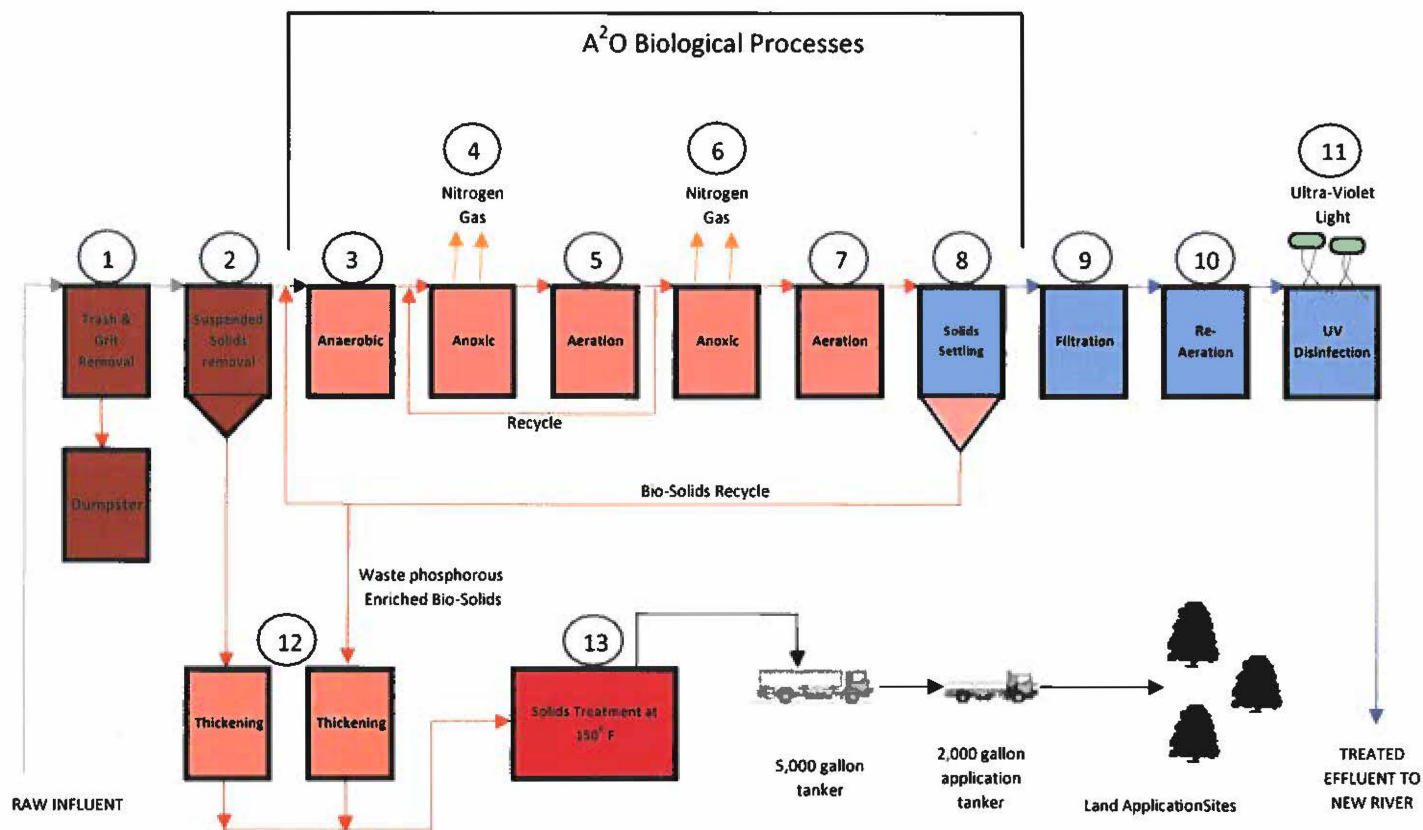 A²O Biological Processes
4
Nitrogen
Gas
6
Nitrogen
Gas
11
Ultra-Violet
Light
1
Trash &
Grit
Removal
2
Suspended
Solids
removal
3
Anaerobic
Anoxic
5
Aeration
Anoxic
7
Aeration
8
Solids
Settling
9
Filtration
10
Re-
Aeration
UV
Disinfection
Recycle
Dumpster
Bio-Solids Recycle
Waste phosphorous
Enriched Bio-Solids
12
Thickening
Thickening
13
Solids Treatment at
150° F
5,000 gallon
tanker
2,000 gallon
application
tanker
Land ApplicationSites
TREATED
EFFLUENT TO
NEW RIVER
RAW INFLUENT